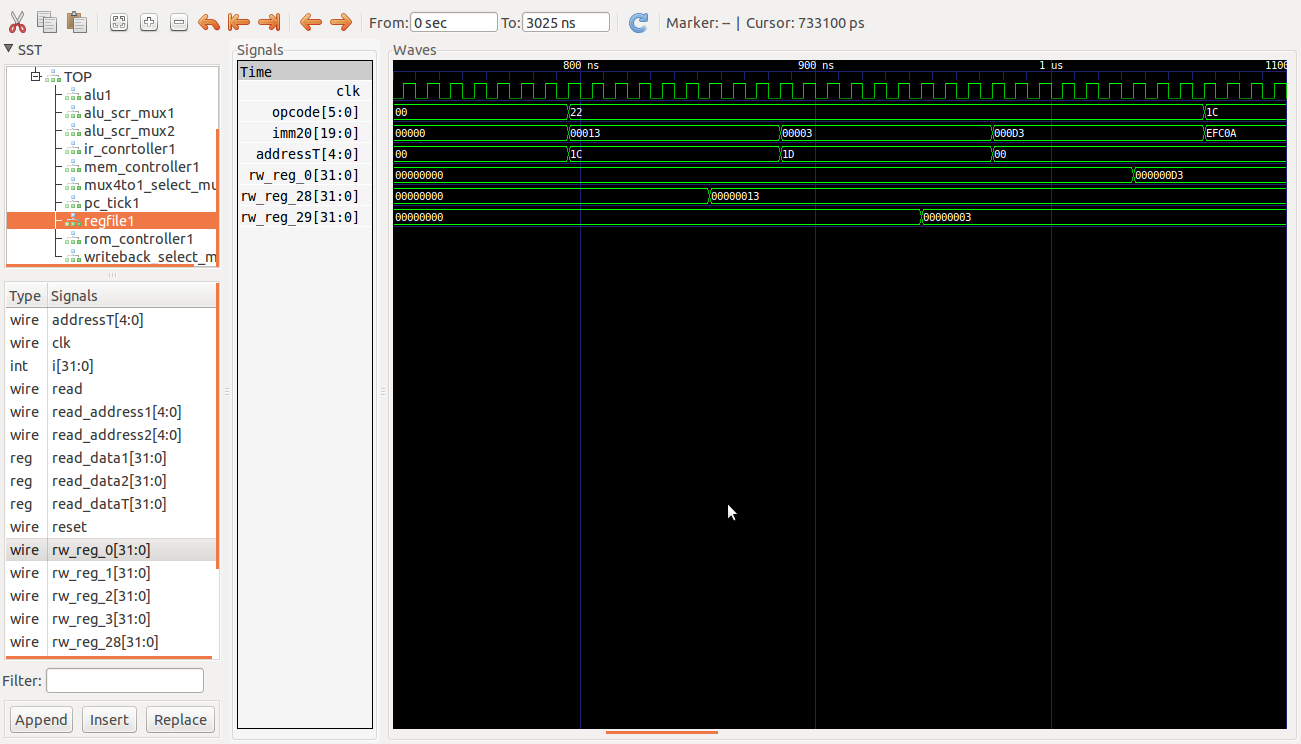 From: 0 sec To: 3025 ns Marker: -- | Cursor: 733100 ps
SST
TOP
alu1
alu_scr_mux1
alu_scr_mux2
ir_conrtoller1
mem_controller1
mux4to1_select_mu
pc_tick1
regfile1
rom_controller1
writeback_select_m
Type Signals
wire addressT[4:0]
wire clk
int i[31:0]
wire read
wire read_address1[4:0]
wire read_address2[4:0]
reg read_data1[31:0]
reg read_data2[31:0]
reg read_dataT[31:0]
wire reset
wire rw_reg_0[31:0]
wire rw_reg_1[31:0]
wire rw_reg_2[31:0]
wire rw_reg_3[31:0]
wire rw_reg_28[31:0]
Filter:
Append Insert Replace
Signals
Time
clk
opcode[5:0]
imm20[19:0]
addressT[4:0]
rw_reg_0[31:0]
rw_reg_28[31:0]
rw_reg_29[31:0]
Waves
800 ns 900 ns 1 us 1100
00 22 1C
00000 00013 00003 000D3 EFC0A
00 1C 1D 00
00000000 000000D3
00000000 00000013
00000000 00000003